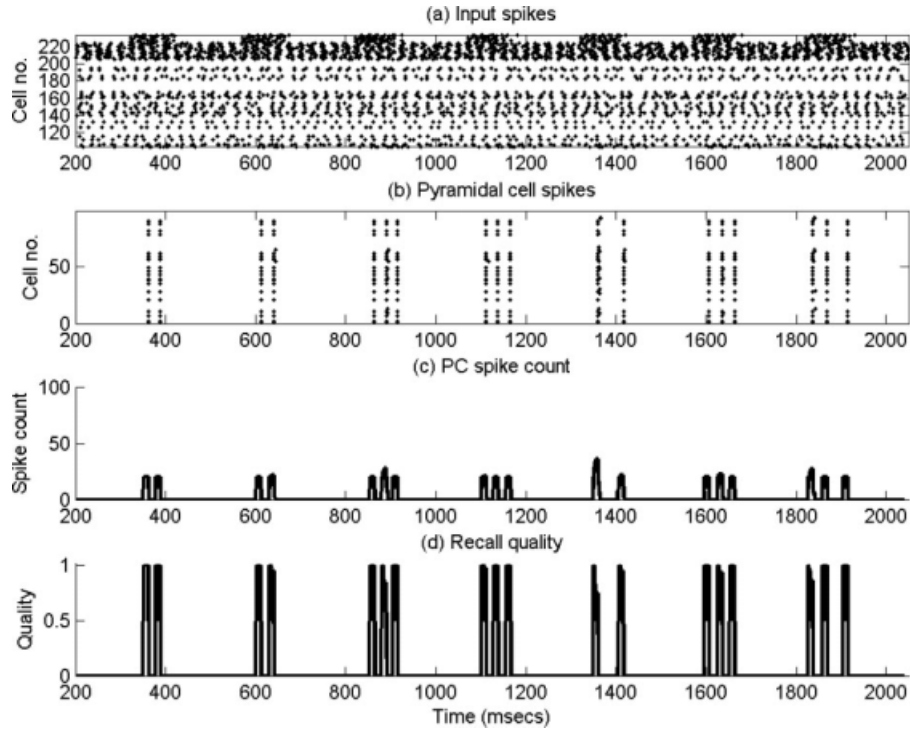 (a) Input spikes
Cell no.
220
200
180
160
140
120
200 400 600 800 1000 1200 1400 1600 1800 2000
(b) Pyramidal cell spikes
Cell no.
50
0
200 400 600 800 1000 1200 1400 1600 1800 2000
(c) PC spike count
Spike count
100
50
0
200 400 600 800 1000 1200 1400 1600 1800 2000
(d) Recall quality
Quality
1
0.5
0
200 400 600 800 1000 1200 1400 1600 1800 2000
Time (msecs)